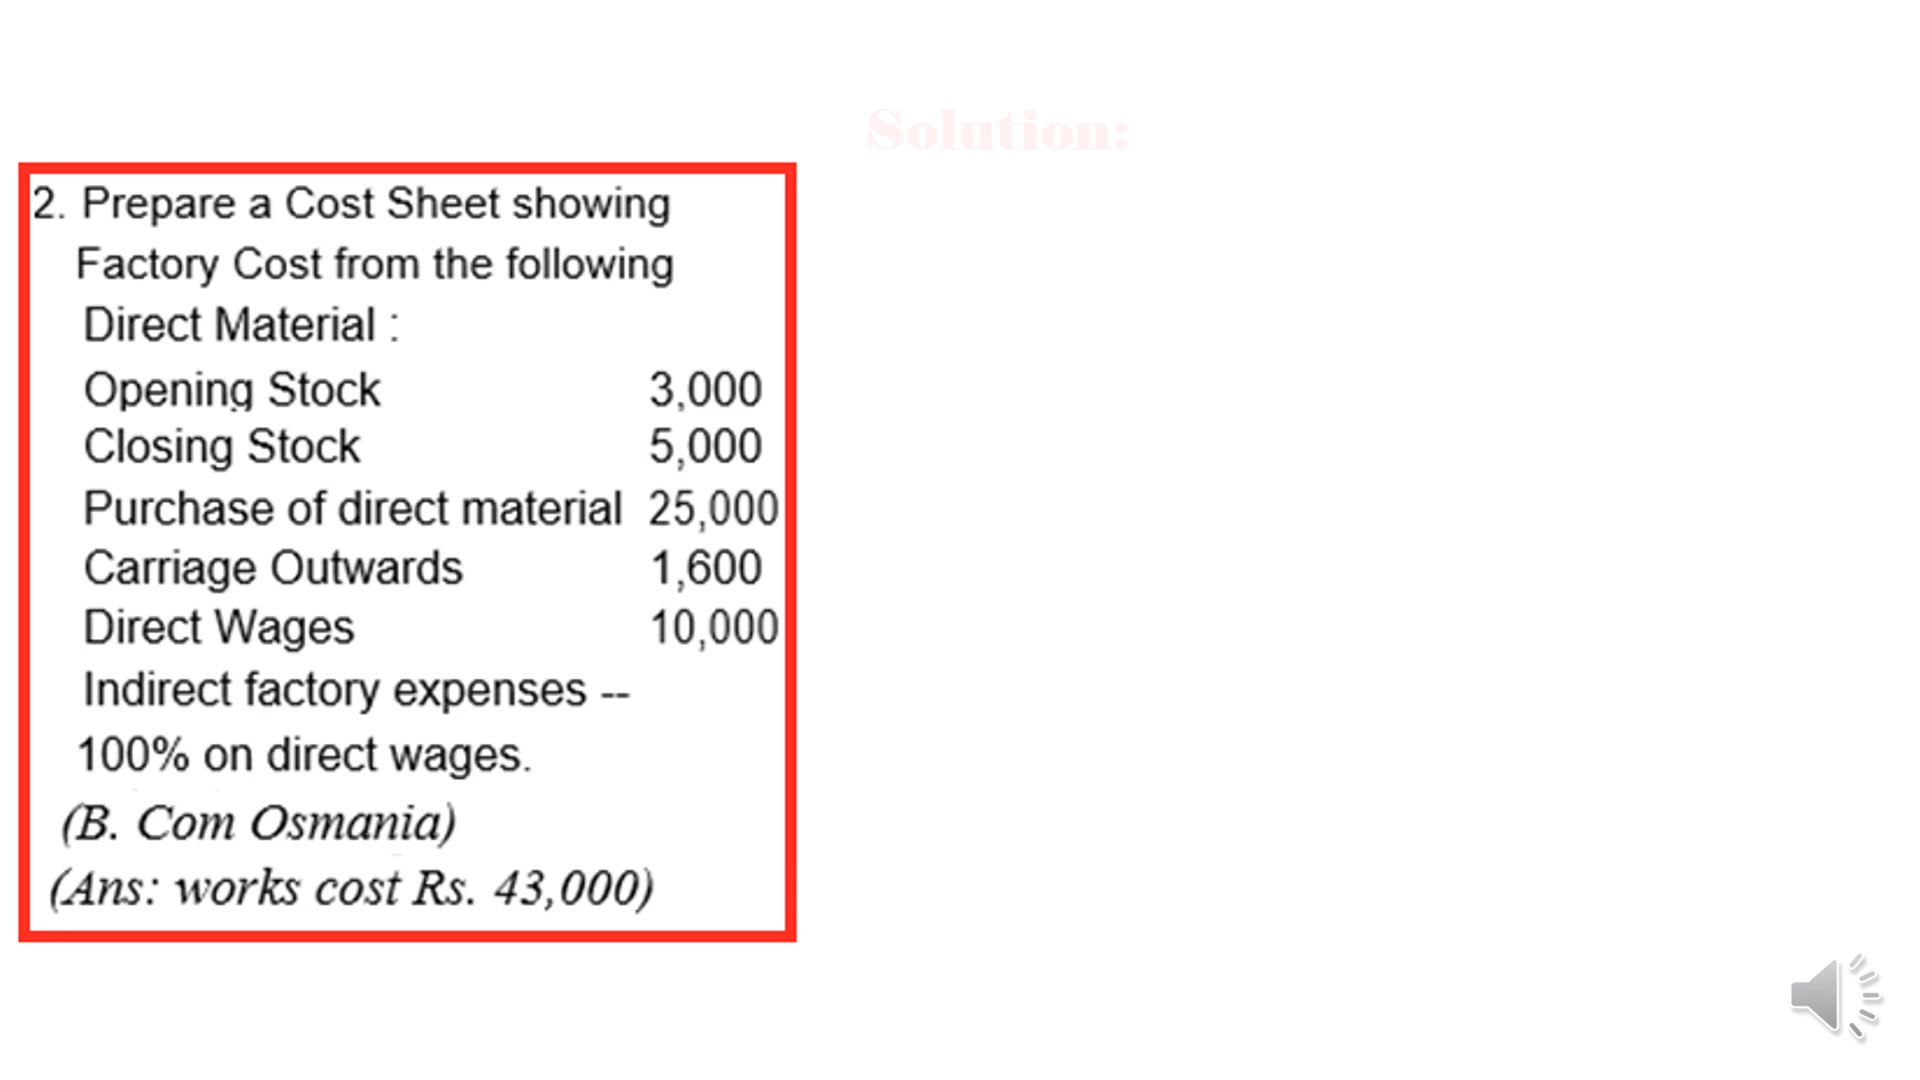 Solution:
2. Prepare a Cost Sheet showing
Factory Cost from the following
Direct Material :
Opening Stock 3,000
Closing Stock 5,000
Purchase of direct material 25,000
Carriage Outwards 1,600
Direct Wages 10,000
Indirect factory expenses --
100% on direct wages.
(B. Com Osmania)
(Ans: works cost Rs. 43,000)